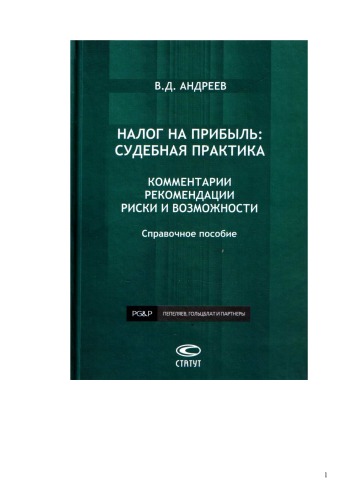 В.Д. АНДРЕЕВ
НАЛОГ НА ПРИБЫЛЬ:
СУДЕБНАЯ ПРАКТИКА
КОММЕНТАРИИ
РЕКОМЕНДАЦИИ
РИСКИ И ВОЗМОЖНОСТИ
Справочное пособие
PG&P ПЕПЕЛЯЕВ, ГОЛЬЦБЛАТ И ПАРТНЕРЫ
СТАТУТ
1